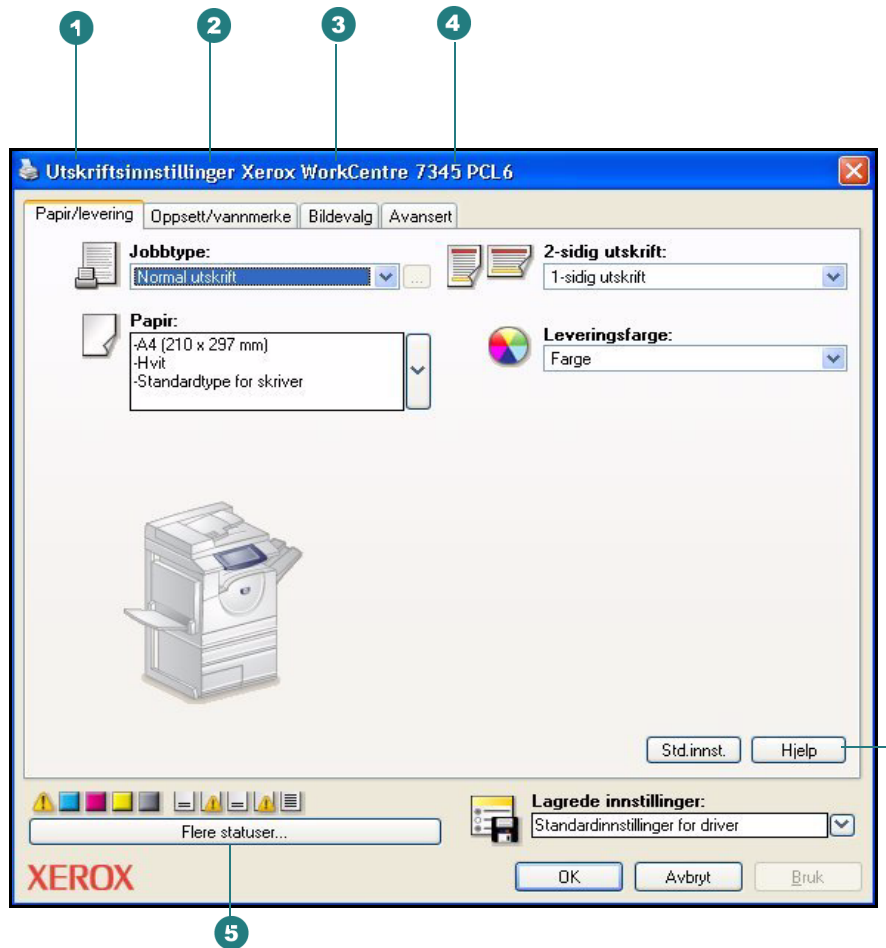 1 2 3 4
Utskriftsinnstillinger Xerox WorkCentre 7345 PCL6
Papir/levering Oppsett/vannmerke Bildevalg Avansert
Jobbtype:
Normal utskrift
...
2-sidig utskrift:
1-sidig utskrift
Papir:
-A4 (210 x 297 mm)
-Hvit
-Standardtype for skriver
Leveringsfarge:
Farge
Std.innst. Hjelp
Flere statuser...
Lagrede innstillinger:
Standardinnstillinger for driver
XEROX
OK Avbryt Bruk
5